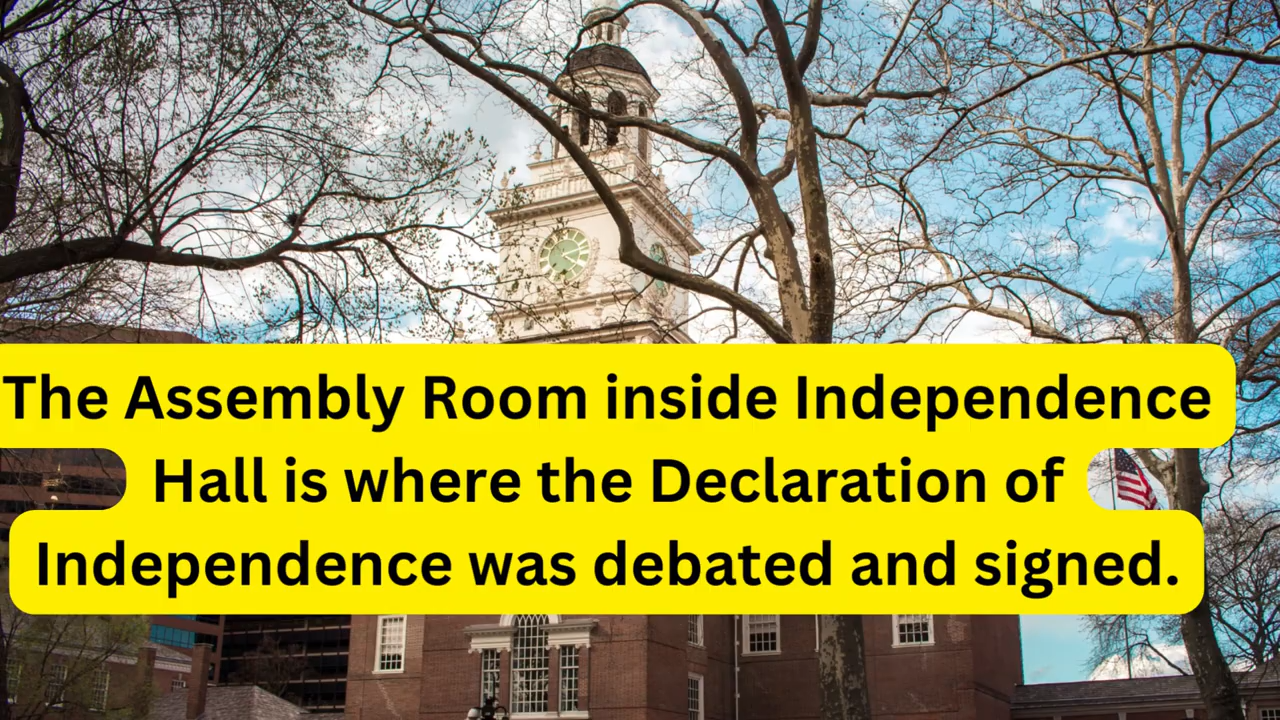 The Assembly Room inside Independence
Hall is where the Declaration of
Independence was debated and signed.